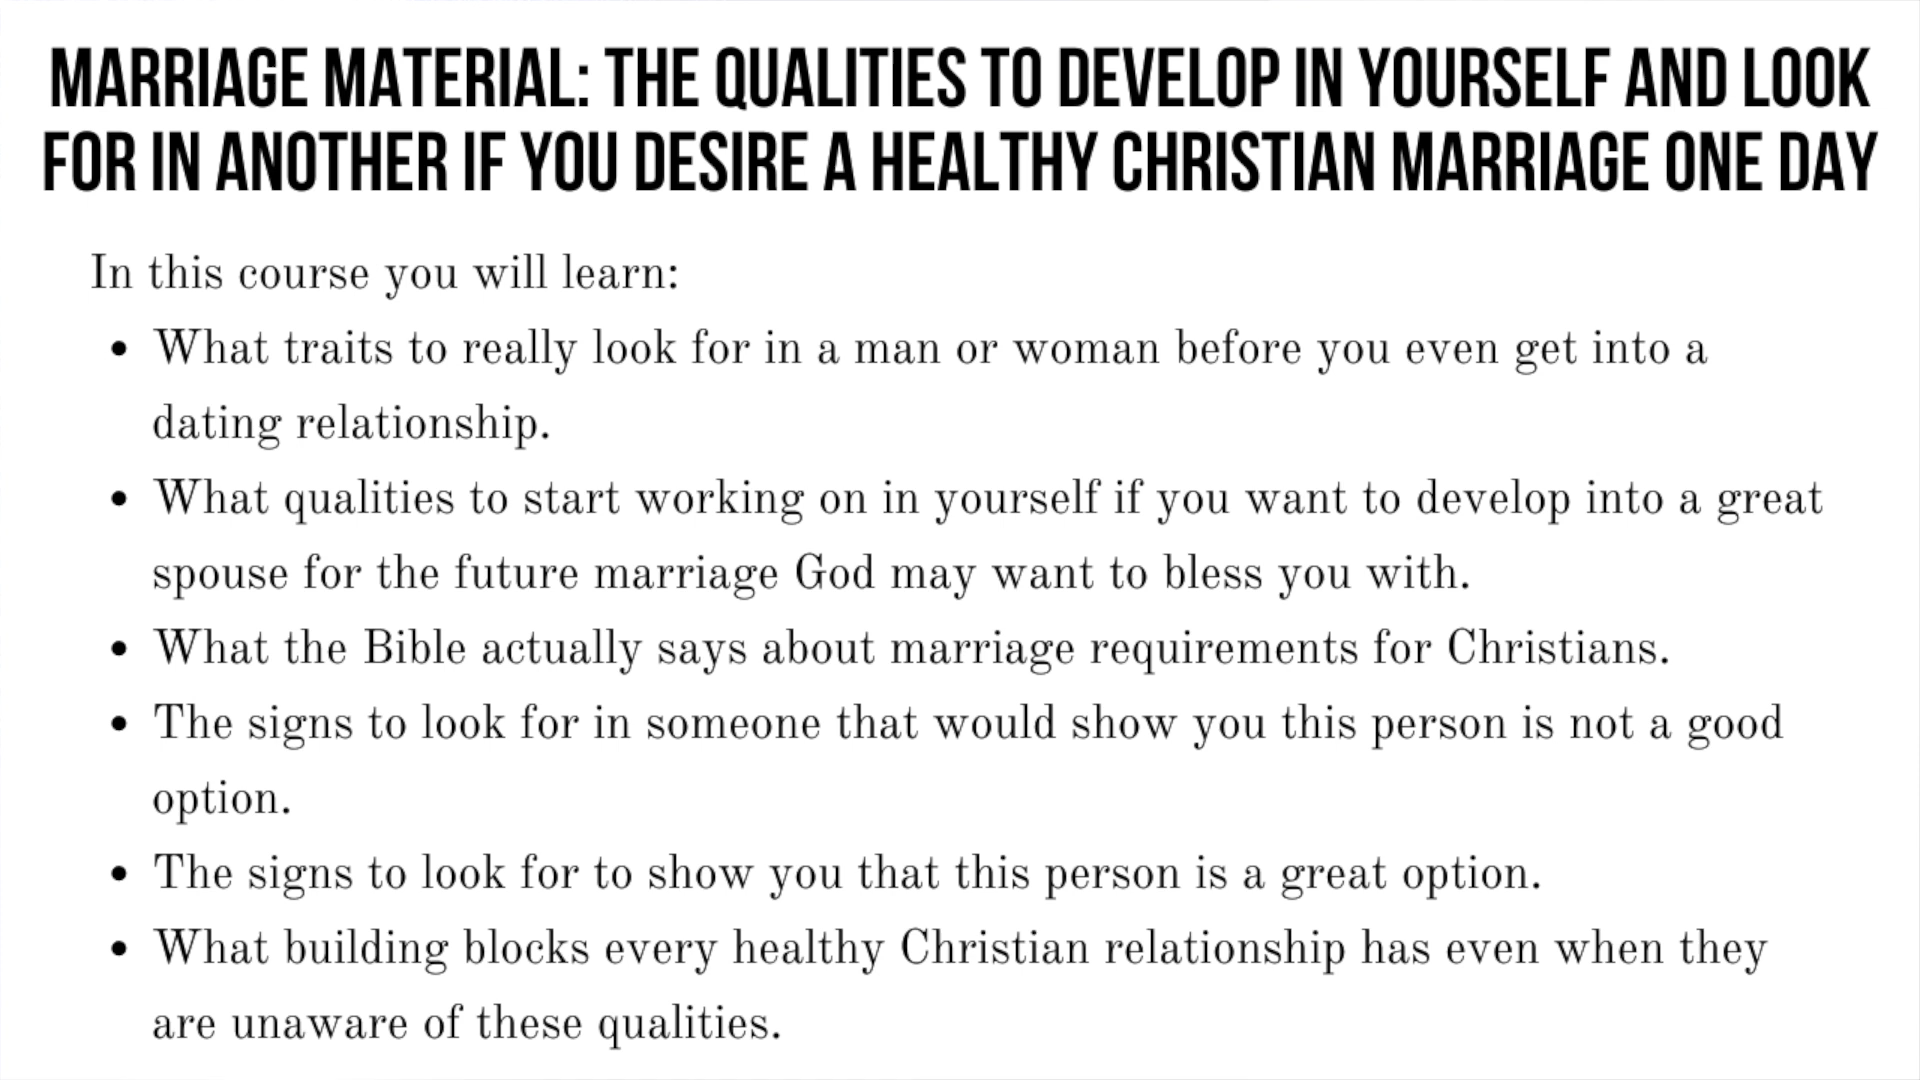 MARRIAGE MATERIAL: THE QUALITIES TO DEVELOP IN YOURSELF AND LOOK
FOR IN ANOTHER IF YOU DESIRE A HEALTHY CHRISTIAN MARRIAGE ONE DAY
In this course you will learn:
• What traits to really look for in a man or woman before you even get into a
dating relationship.
• What qualities to start working on in yourself if you want to develop into a great
spouse for the future marriage God may want to bless you with.
• What the Bible actually says about marriage requirements for Christians.
• The signs to look for in someone that would show you this person is not a good
option.
• The signs to look for to show you that this person is a great option.
• What building blocks every healthy Christian relationship has even when they
are unaware of these qualities.